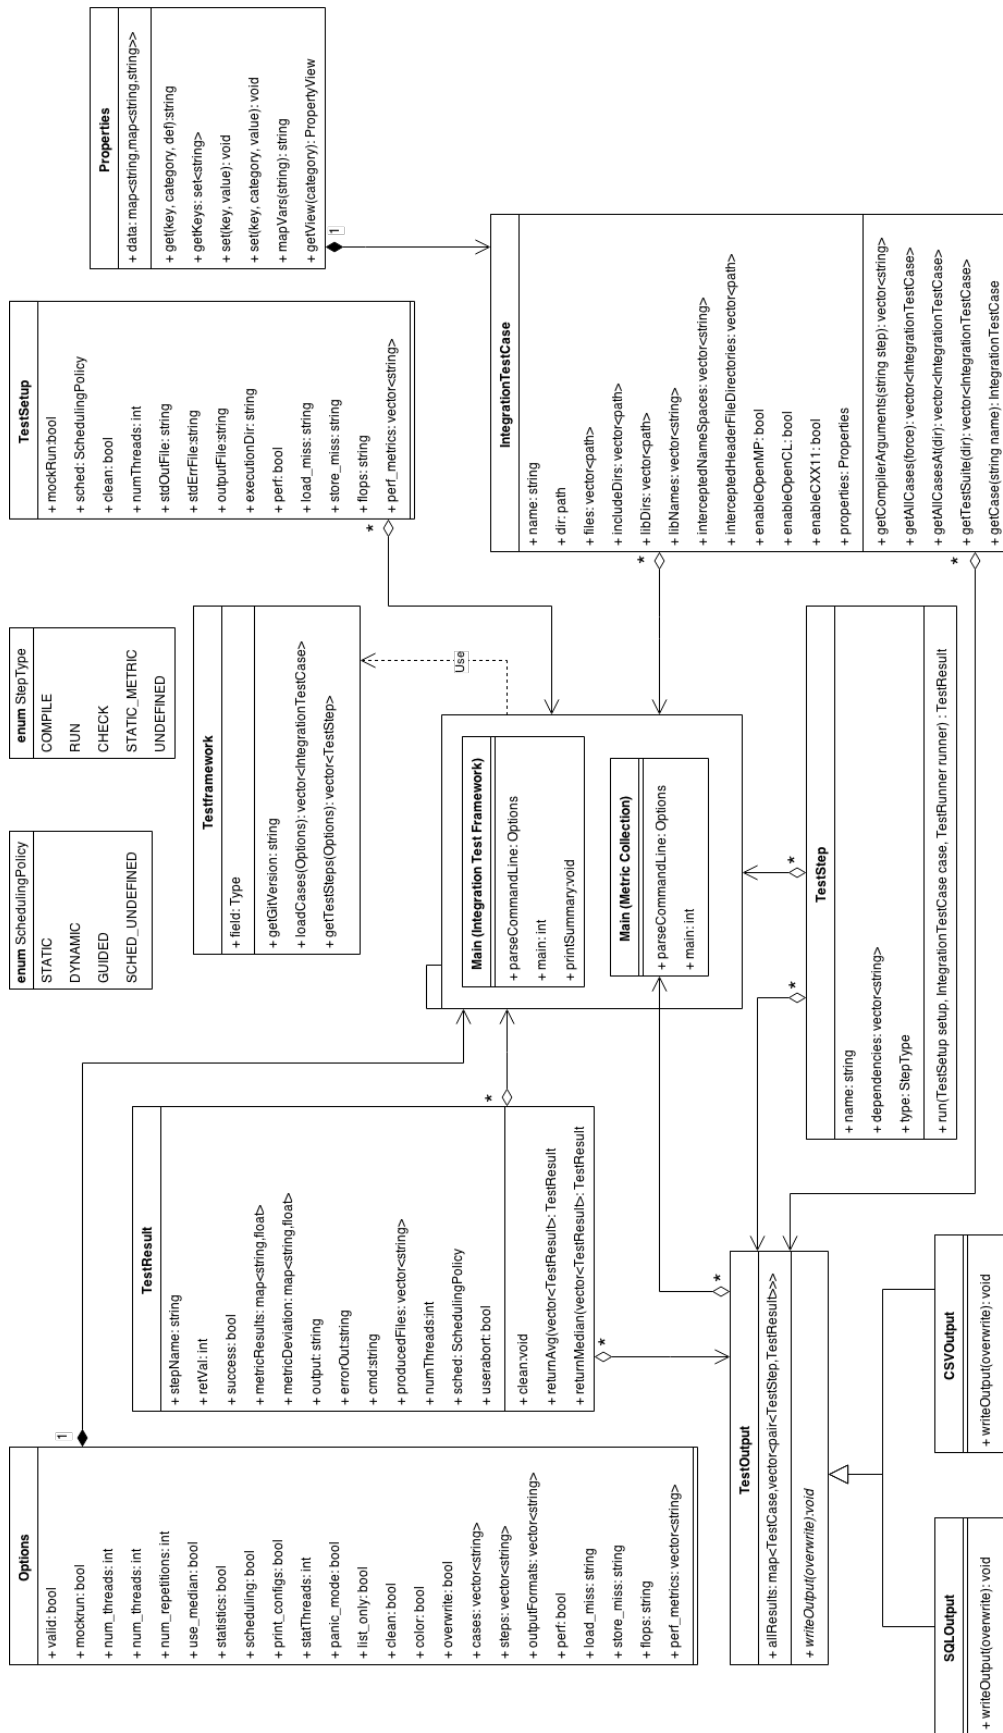 Options
+ valid: bool
+ mockrun: bool
+ num_threads: int
+ num_threads: int
+ num_repetitions: int
+ use_median: bool
+ statistics: bool
+ scheduling: bool
+ print_configs: bool
+ statThreads: int
+ panic_mode: bool
+ list_only: bool
+ clean: bool
+ color: bool
+ overwrite: bool
+ cases: vector<string>
+ steps: vector<string>
+ outputFormats: vector<string>
+ perf: bool
+ load_miss: string
+ store_miss: string
+ flops: string
+ perf_metrics: vector<string>
1
TestResult
+ stepName: string
+ retVal: int
+ success: bool
+ metricResults: map<string,float>
+ metricDeviation: map<string,float>
+ output: string
+ errorOut:string
+ cmd:string
+ producedFiles: vector<string>
+ numThreads:int
+ sched: SchedulingPolicy
+ userabort: bool
+ clean:void
+ returnAvg(vector<TestResult>: TestResult
+ returnMedian(vector<TestResult>: TestResult
*
*
enum SchedulingPolicy
STATIC
DYNAMIC
GUIDED
SCHED_UNDEFINED
enum StepType
COMPILE
RUN
CHECK
STATIC_METRIC
UNDEFINED
Testframework
+ field: Type
+ getGitVersion: string
+ loadCases(Options): vector<IntegrationTestCase>
+ getTestSteps(Options): vector<TestStep>
Use
Main (Integration Test Framework)
+ parseCommandLine: Options
+ main: int
+ printSummary:void
Main (Metric Collection)
+ parseCommandLine: Options
+ main: int
TestSetup
+ mockRun:bool
+ sched: SchedulingPolicy
+ clean: bool
+ numThreads: int
+ stdOutFile: string
+ stdErrFile:string
+ outputFile:string
+ executionDir: string
+ perf: bool
+ load_miss: string
+ store_miss: string
+ flops: string
+ perf_metrics: vector<string>
*
Properties
+ data: map<string,map<string,string>>
+ get(key, category, def):string
+ getKeys: set<string>
+ set(key, value): void
+ set(key, category, value): void
+ mapVars(string): string
+ getView(category): PropertyView
1
IntegrationTestCase
+ name: string
+ dir: path
+ files: vector<path>
+ includeDirs: vector<path>
+ libDirs: vector<path>
+ libNames: vector<string>
+ interceptedNameSpaces: vector<string>
+ interceptedHeaderFileDirectories: vector<path>
+ enableOpenMP: bool
+ enableOpenCL: bool
+ enableCXX11: bool
+ properties: Properties
+ getCompilerArguments(string step): vector<string>
+ getAllCases(force): vector<IntegrationTestCase>
+ getAllCasesAt(dir): vector<IntegrationTestCase>
+ getTestSuite(dir): vector<IntegrationTestCase>
+ getCase(string name): IntegrationTestCase
*
*
TestStep
+ name: string
+ dependencies: vector<string>
+ type: StepType
+ run(TestSetup setup, IntegrationTestCase case, TestRunner runner) : TestResult
*
*
TestOutput
+ allResults: map<TestCase,vector<pair<TestStep,TestResult>>>
+ writeOutput(overwrite):void
*
SQLOutput
+ writeOutput(overwrite): void
CSVOutput
+ writeOutput(overwrite): void